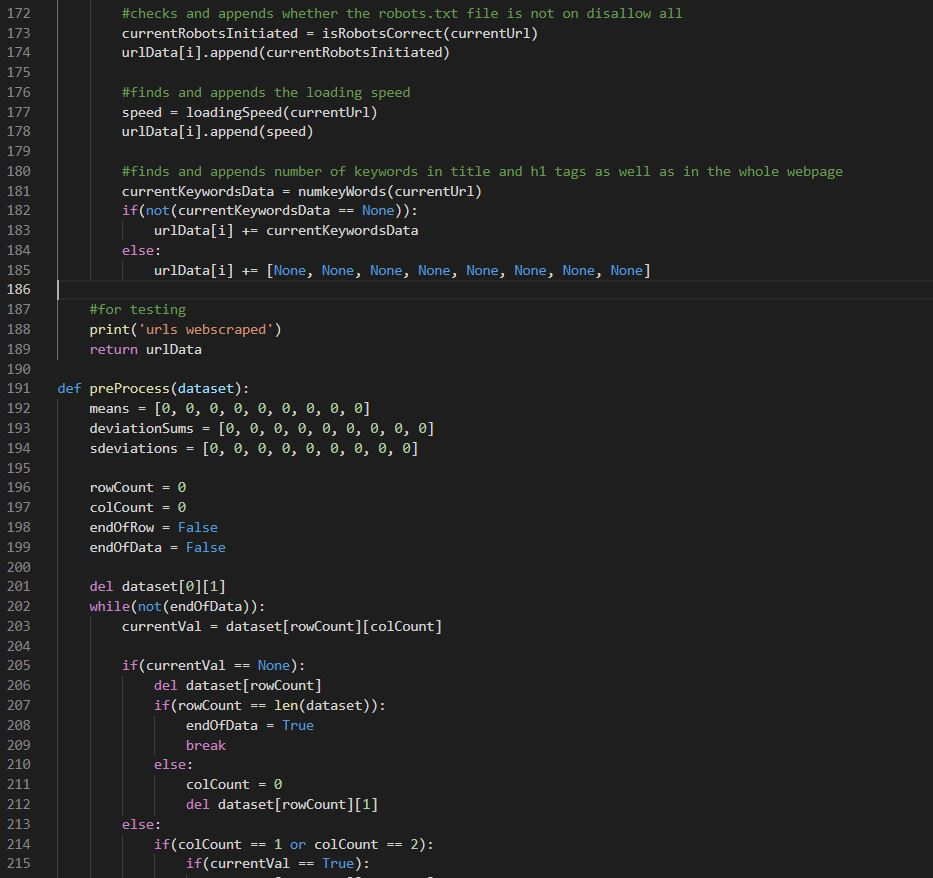 172 #checks and appends whether the robots.txt file is not on disallow all
173 currentRobotsInitiated = isRobotsCorrect(currentUrl)
174 urlData[i].append(currentRobotsInitiated)
175
176 #finds and appends the loading speed
177 speed = loadingSpeed(currentUrl)
178 urlData[i].append(speed)
179
180 #finds and appends number of keywords in title and h1 tags as well as in the whole webpage
181 currentKeywordsData = numkeyWords(currentUrl)
182 if(not(currentKeywordsData == None)):
183 urlData[i] += currentKeywordsData
184 else:
185 urlData[i] += [None, None, None, None, None, None, None, None]
186
187 #for testing
188 print('urls webscraped')
189 return urlData
190
191 def preProcess(dataset):
192 means = [0, 0, 0, 0, 0, 0, 0, 0, 0]
193 deviationSums = [0, 0, 0, 0, 0, 0, 0, 0, 0]
194 sdeviations = [0, 0, 0, 0, 0, 0, 0, 0, 0]
195
196 rowCount = 0
197 colCount = 0
198 endOfRow = False
199 endOfData = False
200
201 del dataset[0][1]
202 while(not(endOfData)):
203 currentVal = dataset[rowCount][colCount]
204
205 if(currentVal == None):
206 del dataset[rowCount]
207 if(rowCount == len(dataset)):
208 endOfData = True
209 break
210 else:
211 colCount = 0
212 del dataset[rowCount][1]
213 else:
214 if(colCount == 1 or colCount == 2):
215 if(currentVal == True):